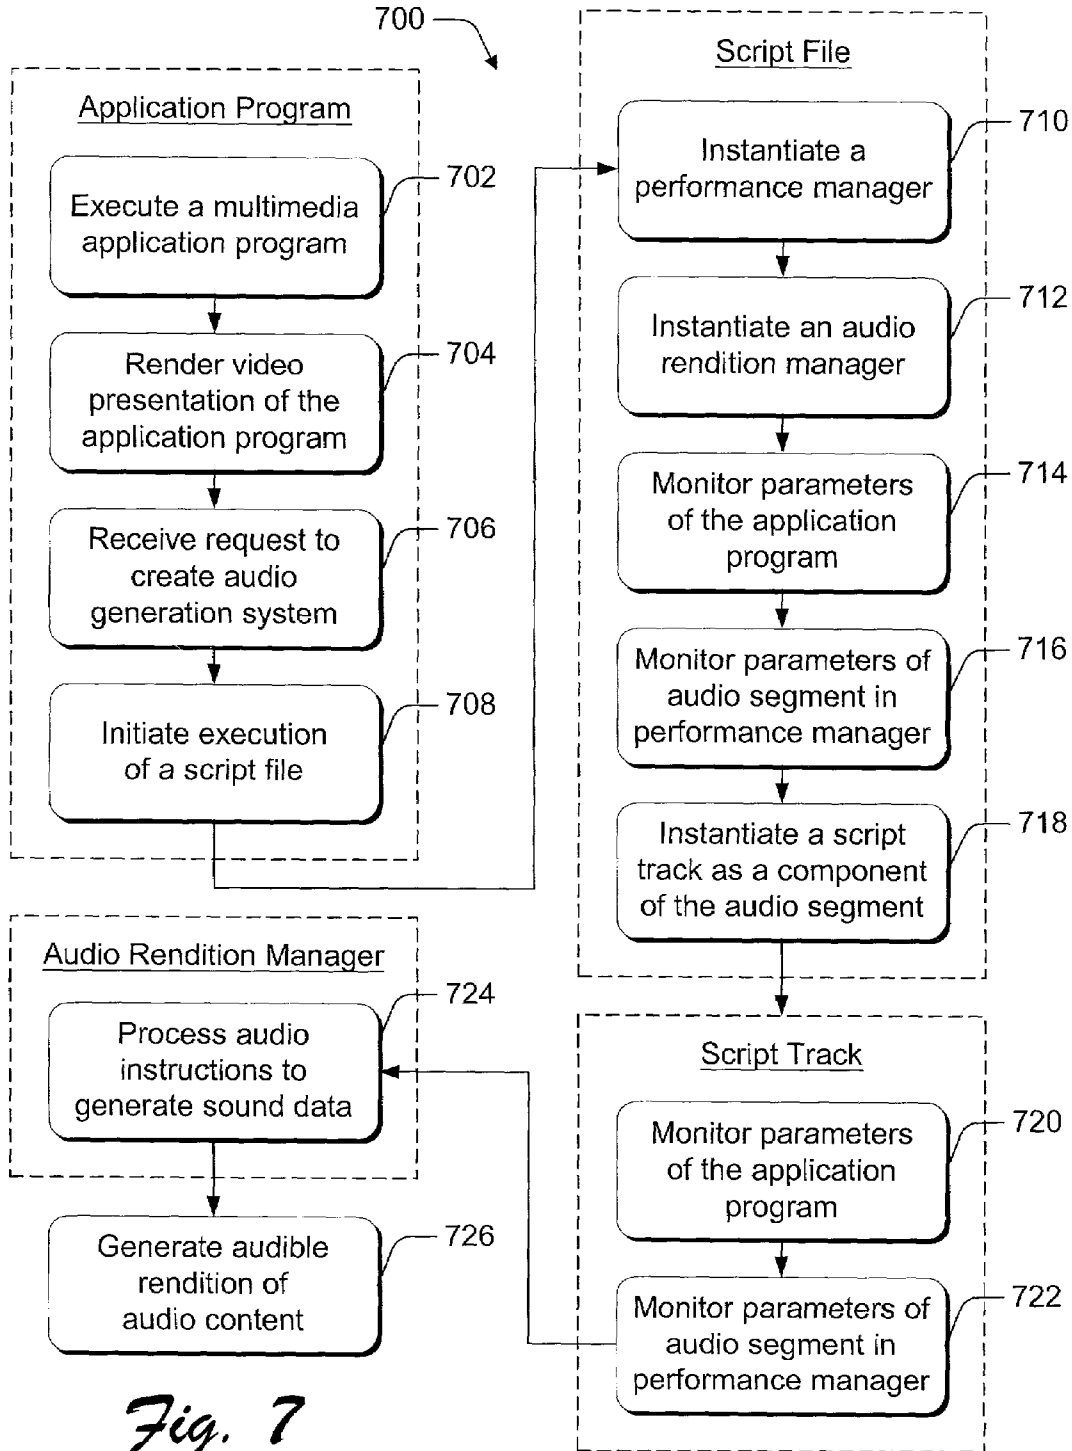 700
Application Program
Execute a multimedia
application program
702
Render video
presentation of the
application program
704
Receive request to
create audio
generation system
706
Initiate execution
of a script file
708
Script File
Instantiate a
performance manager
710
Instantiate an audio
rendition manager
712
Monitor parameters
of the application
program
714
Monitor parameters of
audio segment in
performance manager
716
Instantiate a script
track as a component
of the audio segment
718
Script Track
Monitor parameters
of the application
program
720
Monitor parameters of
audio segment in
performance manager
722
Audio Rendition Manager
Process audio
instructions to
generate sound data
724
Generate audible
rendition of
audio content
726
Fig. 7